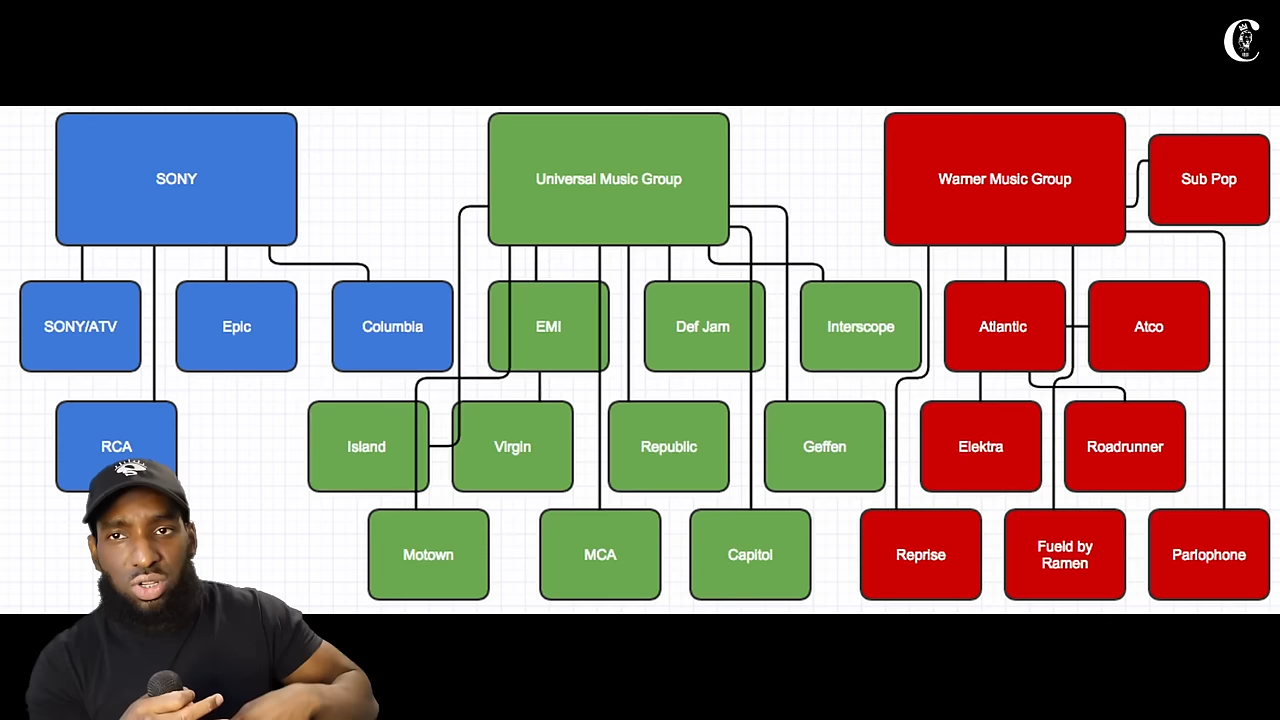 C
SONY
Universal Music Group
Warner Music Group
Sub Pop
SONY/ATV
Epic
Columbia
EMI
Def Jam
Interscope
Atlantic
Atco
RCA
Island
Virgin
Republic
Geffen
Elektra
Roadrunner
Motown
MCA
Capitol
Reprise
Fueld by
Ramen
Parlophone